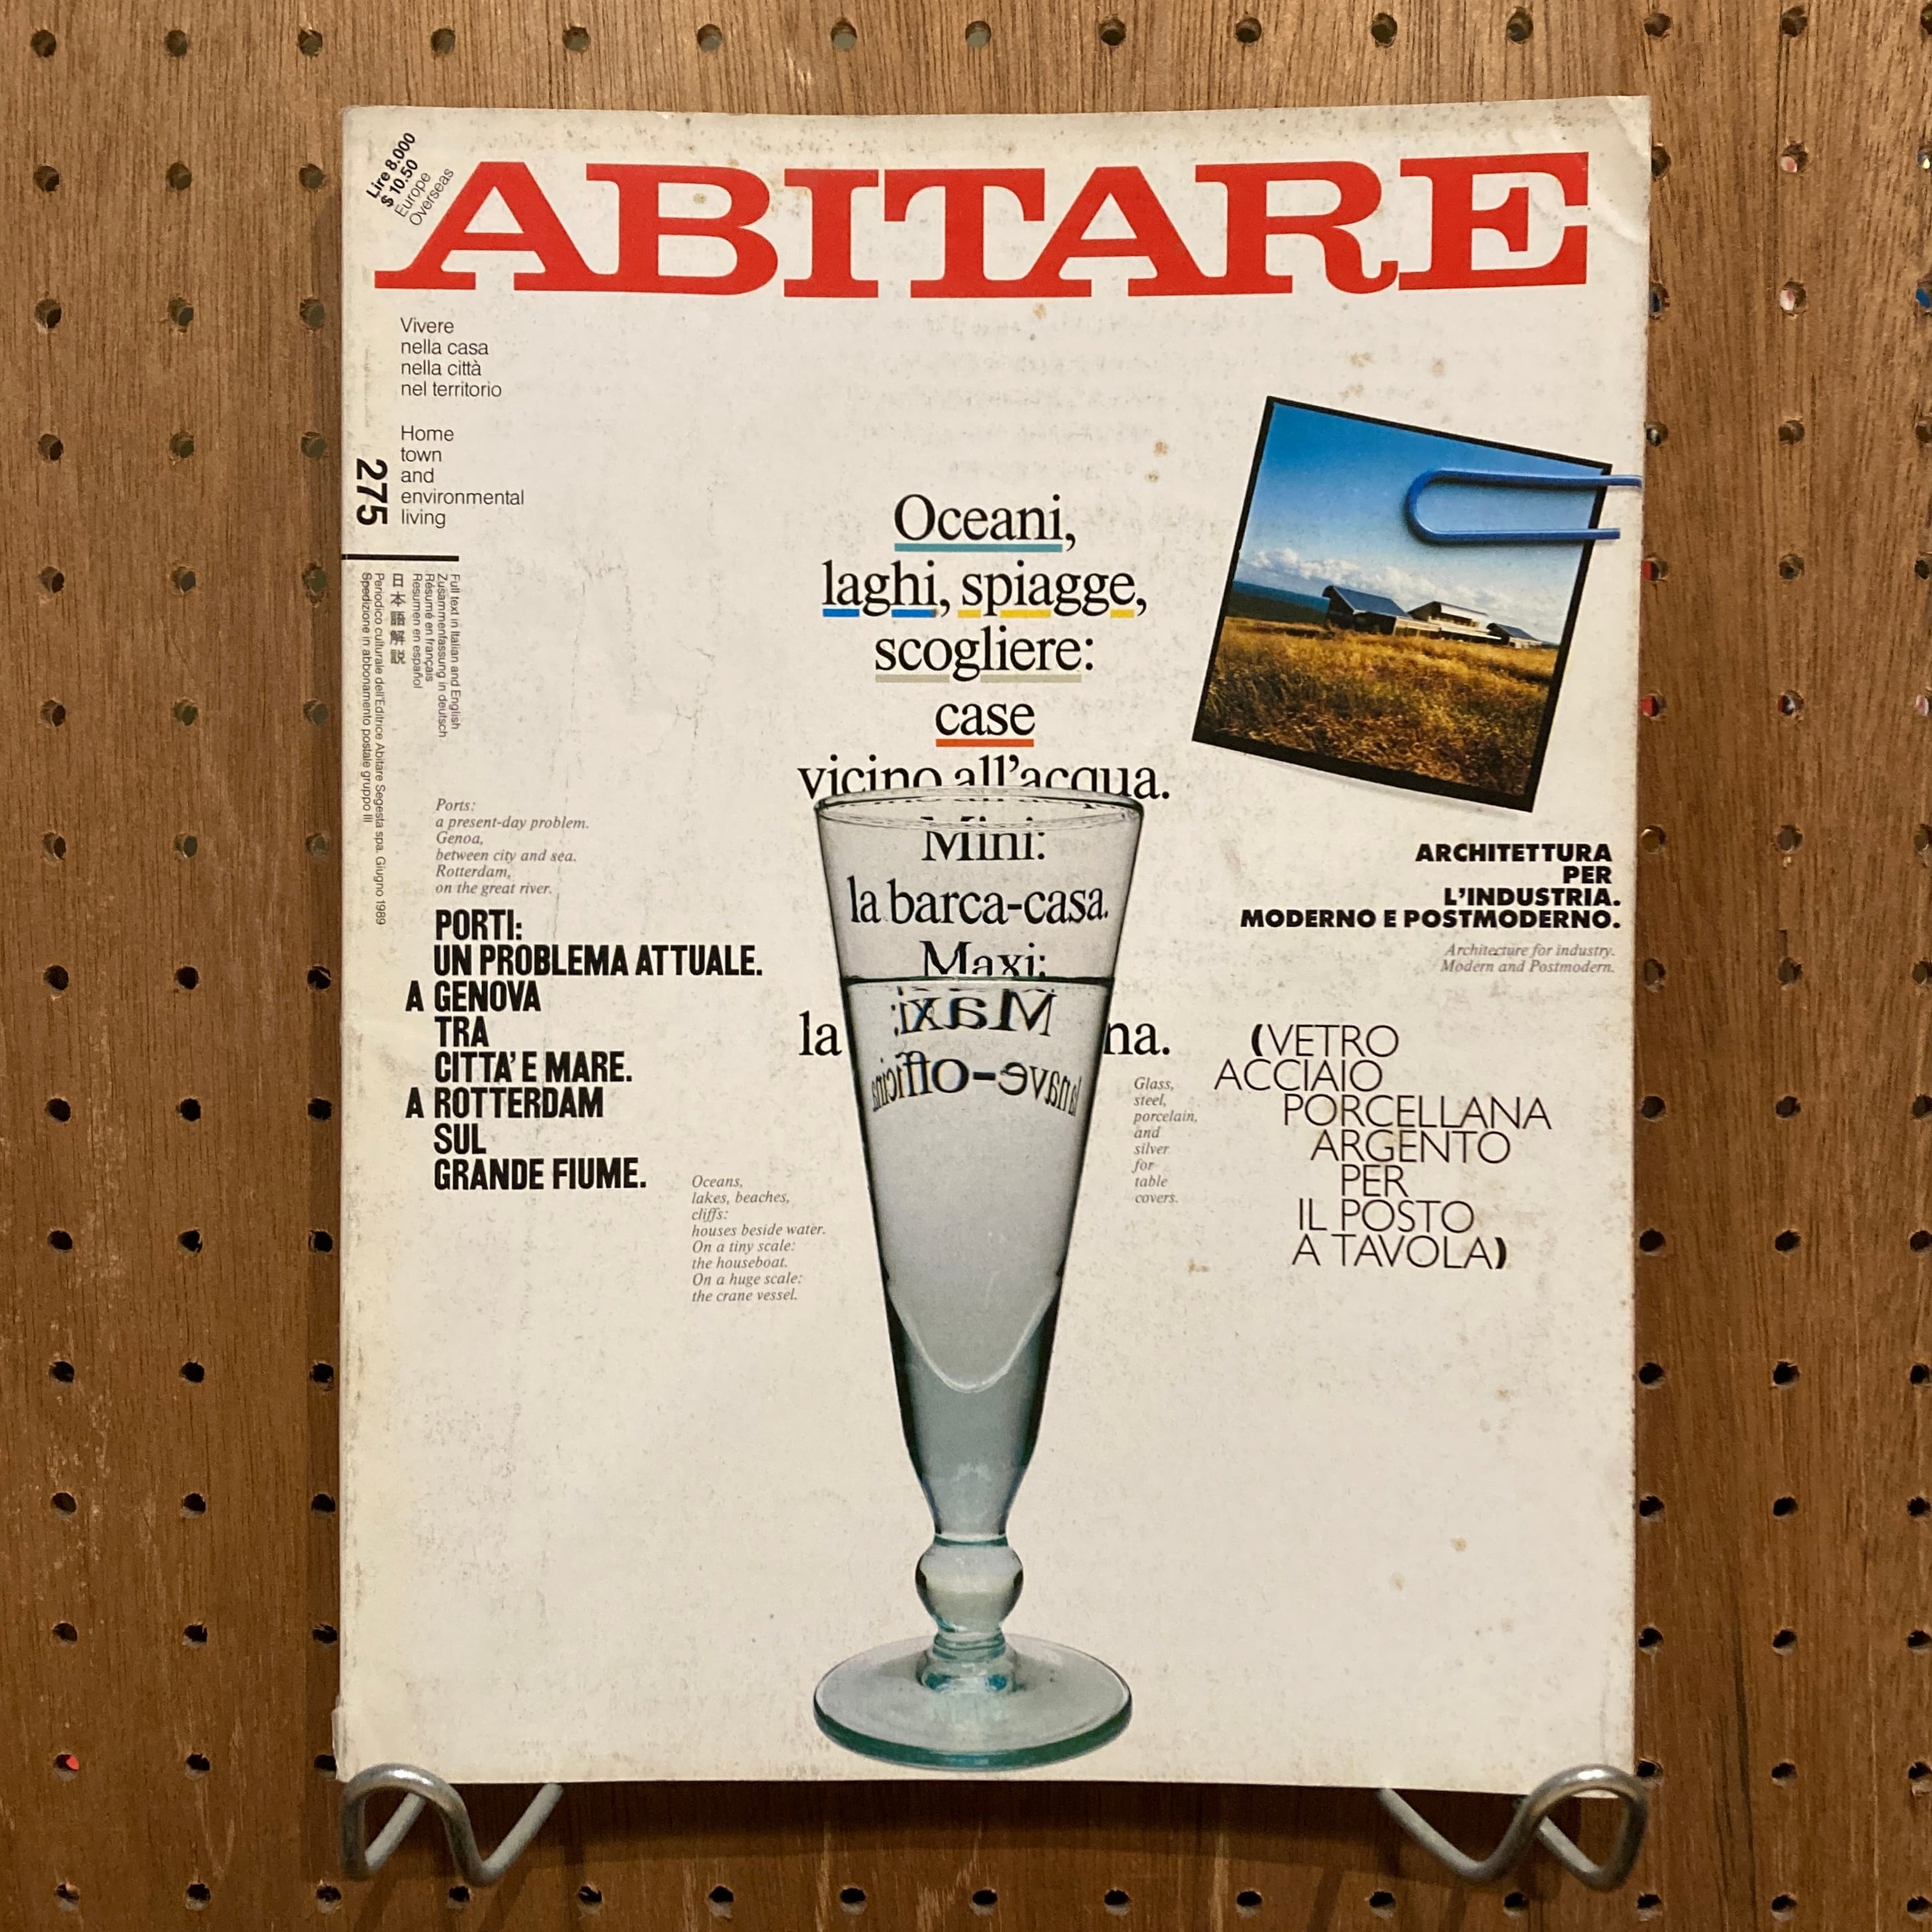 Lire 8.000
$ 10.50
Europe
Overseas
ABITARE
Vivere
nella casa
nella città
nel territorio
Home
town
and
environmental
living
275
Full text in Italian and English
Zusammenfassung in deutsch
Résumé en français
Resumen en español
日本語解説
Periodico culturale dell'Editrice Abitare Segesta spa. Giugno 1989
Spedizione in abbonamento postale gruppo III
Oceani,
laghi, spiagge,
scogliere:
case
vicino all'acqua.
Mini:
la barca-casa.
Maxi:
Maxi:
la nave-officina.
Ports:
a present-day problem.
Genoa,
between city and sea.
Rotterdam,
on the great river.
PORTI:
UN PROBLEMA ATTUALE.
A GENOVA
TRA
CITTA' E MARE.
A ROTTERDAM
SUL
GRANDE FIUME.
Oceans,
lakes, beaches,
cliffs:
houses beside water.
On a tiny scale:
the houseboat.
On a huge scale:
the crane vessel.
ARCHITETTURA
PER
L'INDUSTRIA.
MODERNO E POSTMODERNO.
Architecture for industry.
Modern and Postmodern.
Glass,
steel,
porcelain,
and
silver
for
table
covers.
(VETRO
ACCIAIO
PORCELLANA
ARGENTO
PER
IL POSTO
A TAVOLA)